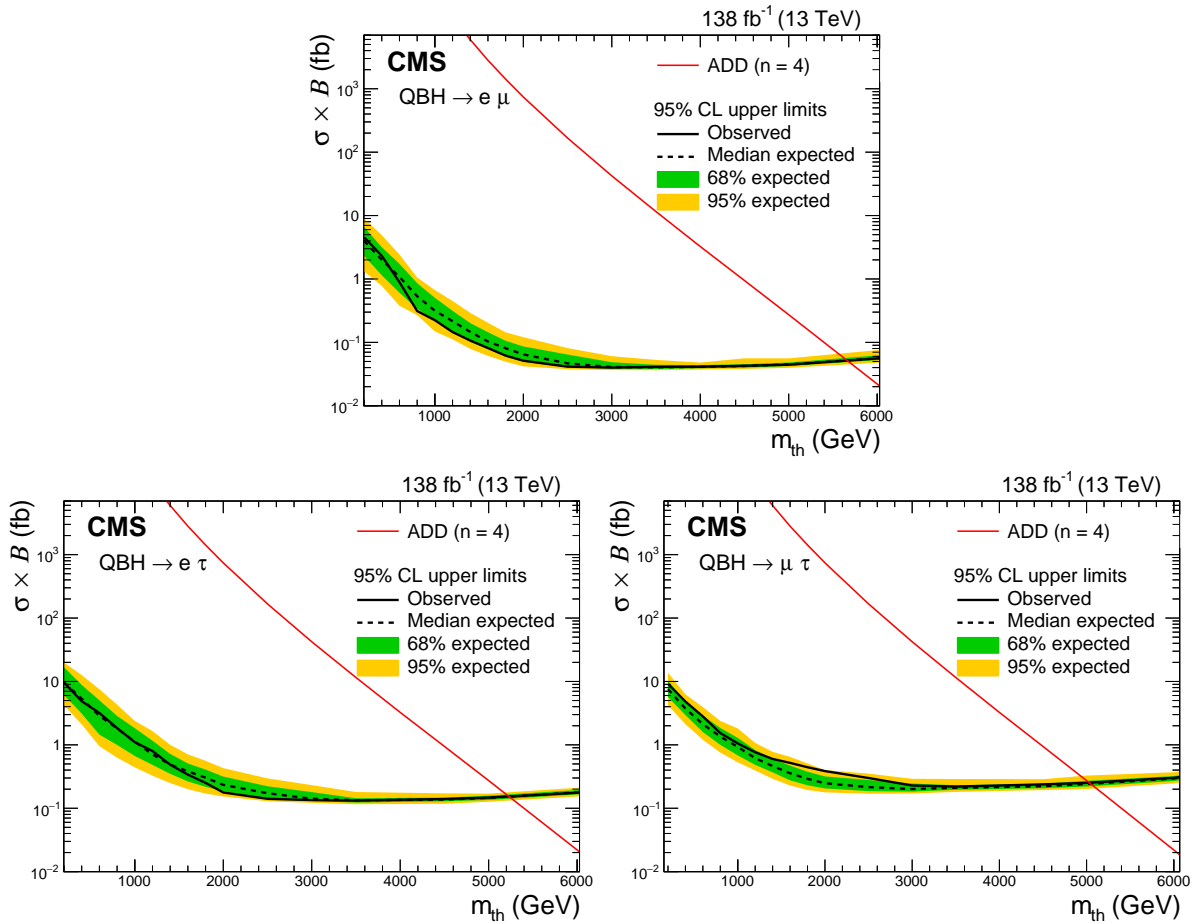 138 fb⁻¹ (13 TeV)
CMS
QBH → e μ
ADD (n = 4)
95% CL upper limits
Observed
Median expected
68% expected
95% expected
σ × B (fb)
10³
10²
10
1
10⁻¹
10⁻²
1000 2000 3000 4000 5000 6000
m_th (GeV)
138 fb⁻¹ (13 TeV)
CMS
QBH → e τ
ADD (n = 4)
95% CL upper limits
Observed
Median expected
68% expected
95% expected
σ × B (fb)
10³
10²
10
1
10⁻¹
10⁻²
1000 2000 3000 4000 5000 6000
m_th (GeV)
138 fb⁻¹ (13 TeV)
CMS
QBH → μ τ
ADD (n = 4)
95% CL upper limits
Observed
Median expected
68% expected
95% expected
σ × B (fb)
10³
10²
10
1
10⁻¹
10⁻²
1000 2000 3000 4000 5000 6000
m_th (GeV)